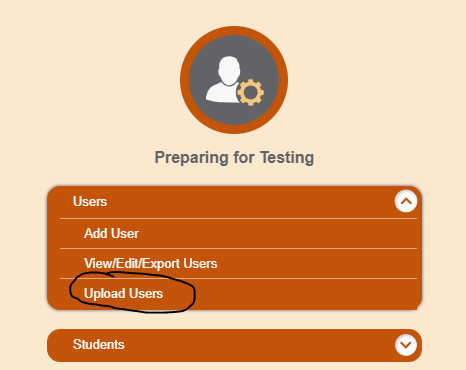 Preparing for Testing
Users
Add User
View/Edit/Export Users
Upload Users
Students